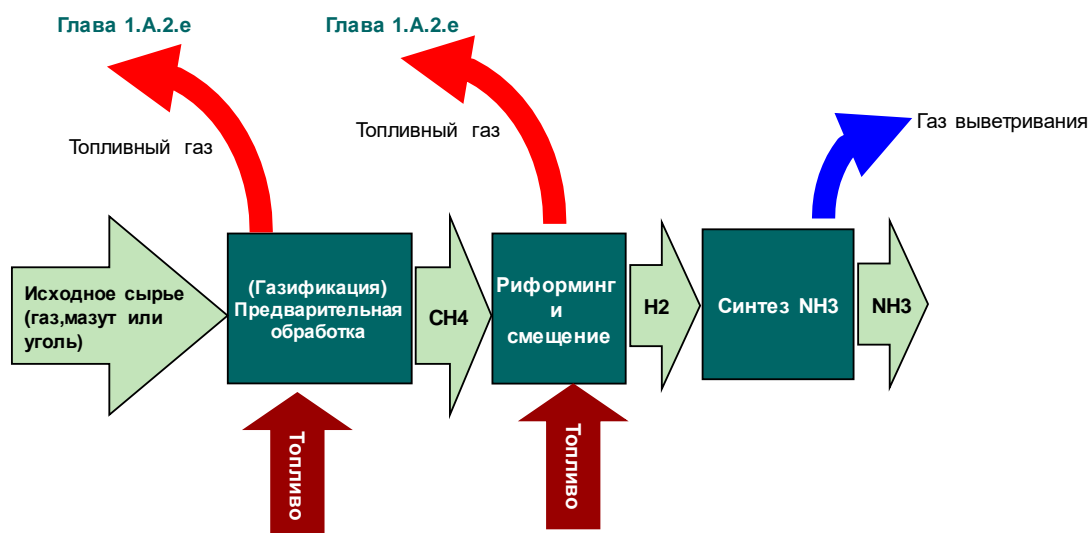 Глава 1.A.2.e
Глава 1.A.2.e
Топливный газ
Топливный газ
Газ выветривания
Исходное сырье
(газ,мазут или
уголь)
(Газификация)
Предварительная
обработка
CH4
Риформинг
и
смещение
H2
Синтез NH3
NH3
Топливо
Топливо